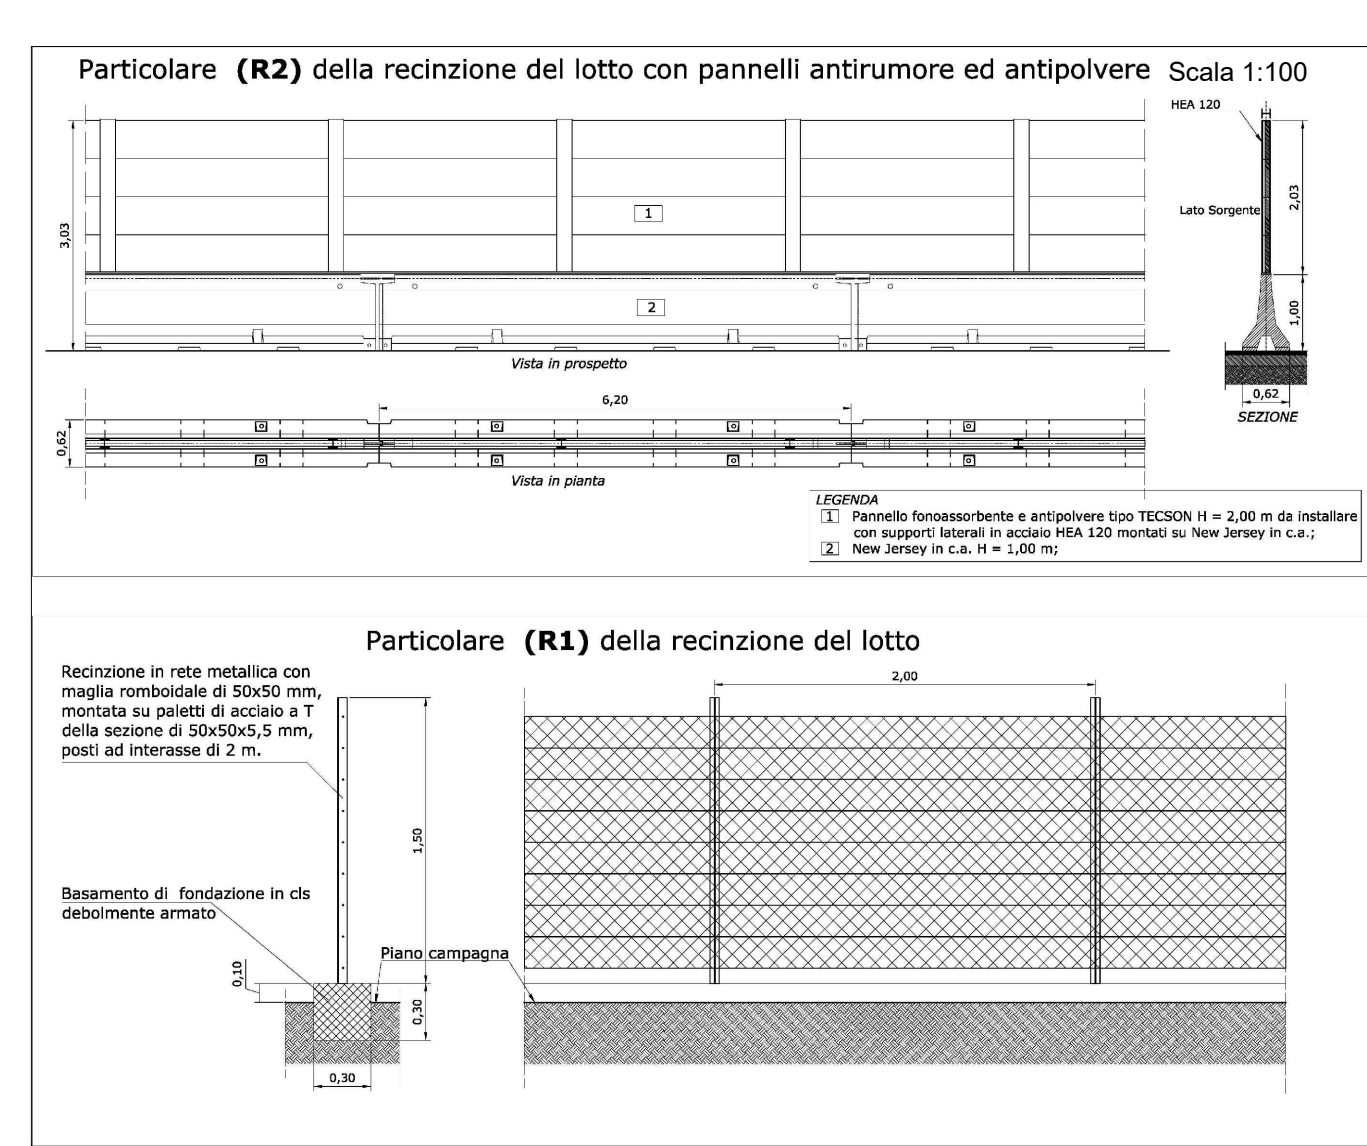 Particolare (R2) della recinzione del lotto con pannelli antirumore ed antipolvere Scala 1:100
HEA 120
3,03
1
2
Lato Sorgente
2,03
1,00
0,62
SEZIONE
Vista in prospetto
6,20
0,62
Vista in pianta
LEGENDA
1 Pannello fonoassorbente e antipolvere tipo TECSON H = 2,00 m da installare
con supporti laterali in acciaio HEA 120 montati su New Jersey in c.a.;
2 New Jersey in c.a. H = 1,00 m;
Particolare (R1) della recinzione del lotto
Recinzione in rete metallica con
maglia romboidale di 50x50 mm,
montata su paletti di acciaio a T
della sezione di 50x50x5,5 mm,
posti ad interasse di 2 m.
2,00
1,50
Basamento di fondazione in cls
debolmente armato
Piano campagna
0,10
0,30
0,30